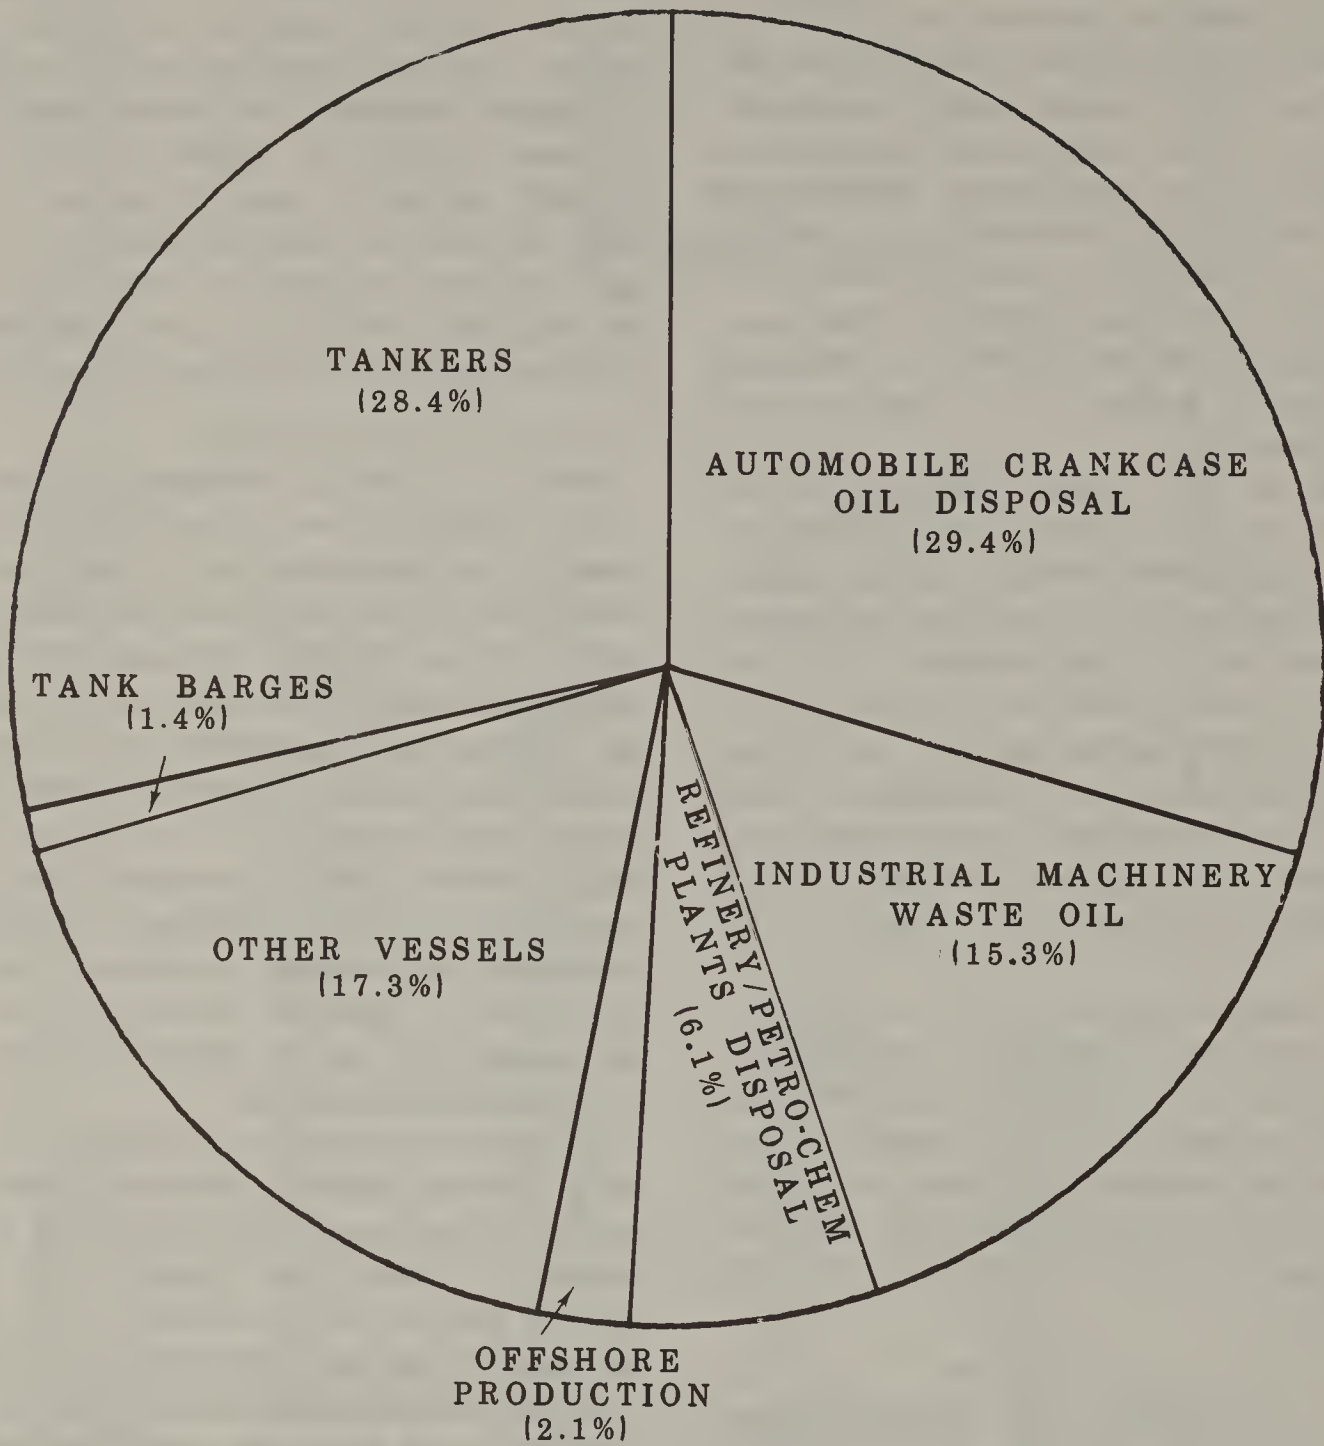 TANKERS
(28.4%)
AUTOMOBILE CRANKCASE
OIL DISPOSAL
(29.4%)
TANK BARGES
(1.4%)
INDUSTRIAL MACHINERY
WASTE OIL
(15.3%)
REFINERY/PETRO-CHEM
PLANTS DISPOSAL
(6.1%)
OTHER VESSELS
(17.3%)
OFFSHORE
PRODUCTION
(2.1%)